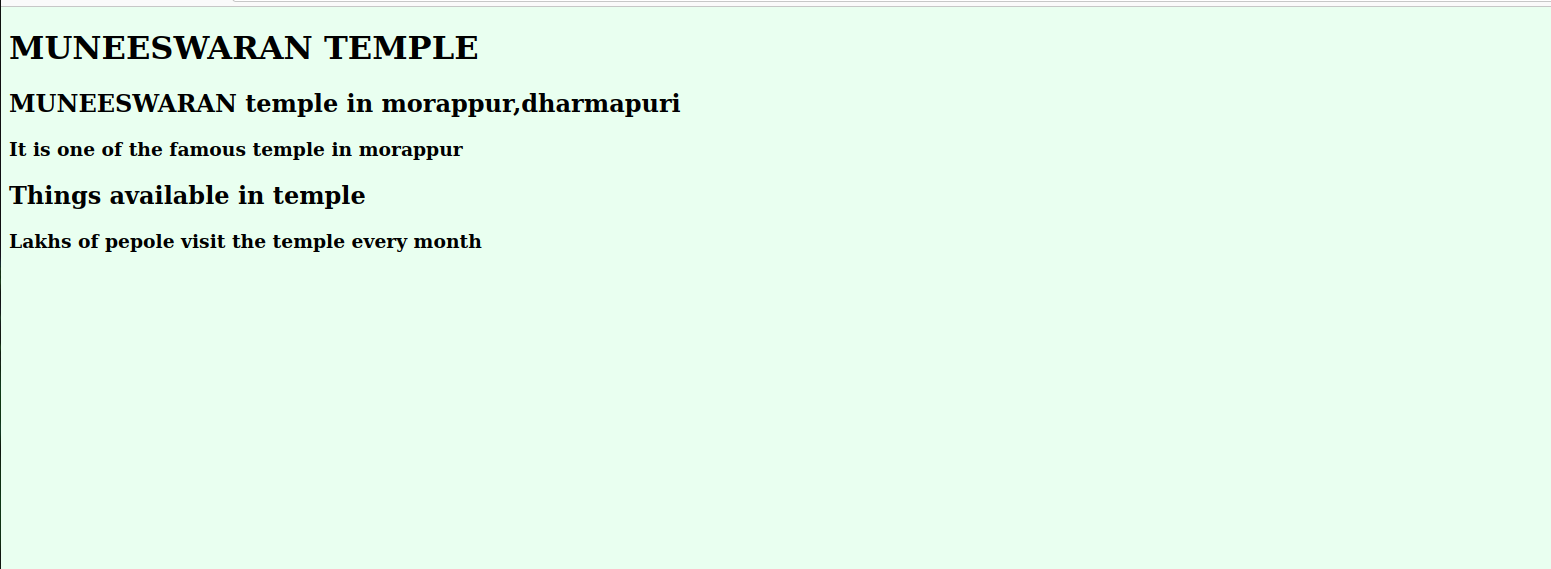 MUNEESWARAN TEMPLE
MUNEESWARAN temple in morappur,dharmapuri
It is one of the famous temple in morappur
Things available in temple
Lakhs of pepole visit the temple every month